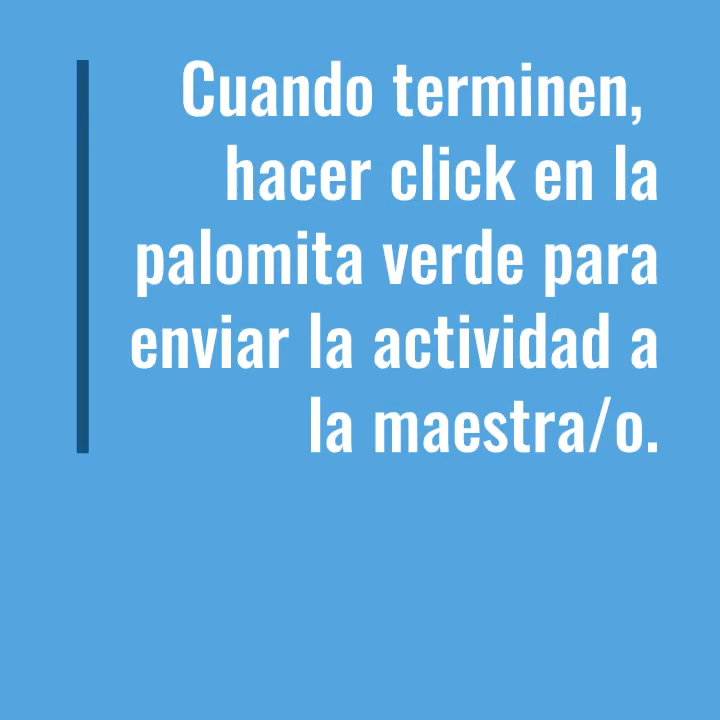 Cuando terminen,
hacer click en la
palomita verde para
enviar la actividad a
la maestra/o.